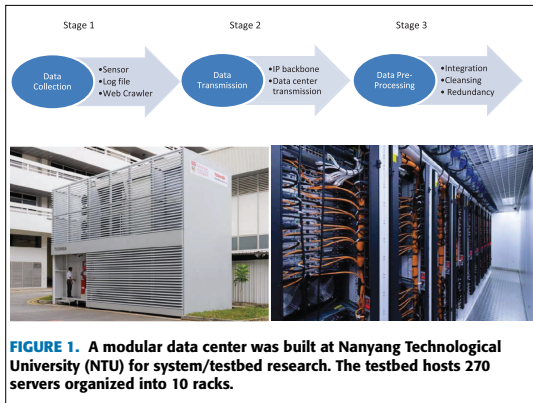 Stage 1
Stage 2
Stage 3
Data
Collection
•Sensor
•Log file
•Web Crawler
Data
Transmission
•IP backbone
•Data center
transmission
Data Pre-
Processing
•Integration
•Cleansing
• Redundancy
FIGURE 1. A modular data center was built at Nanyang Technological
University (NTU) for system/testbed research. The testbed hosts 270
servers organized into 10 racks.